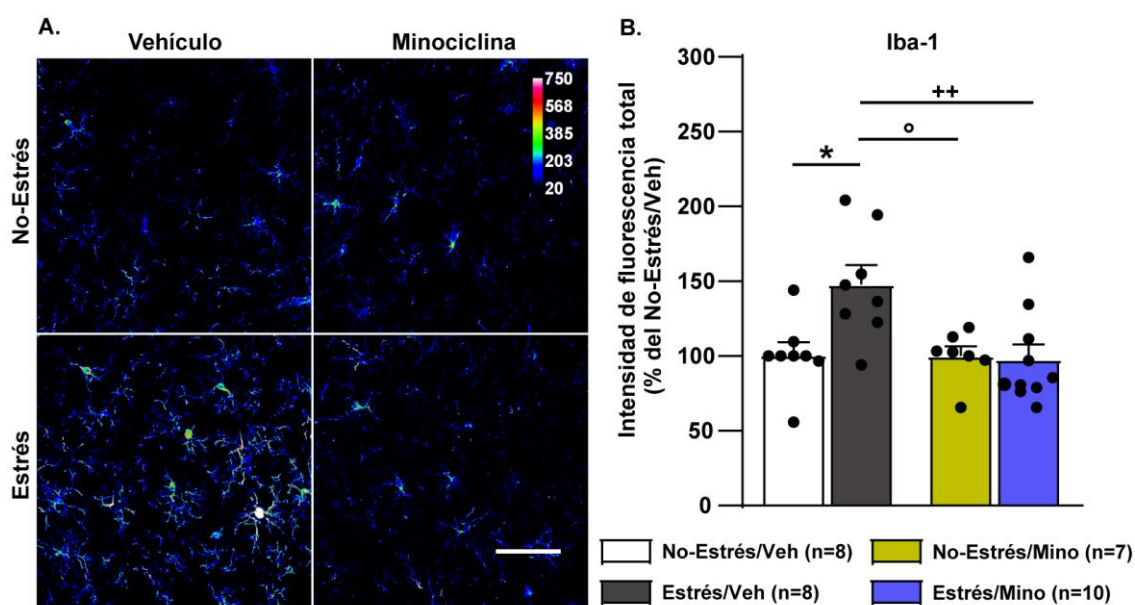 A.
Vehículo
Minociclina
No-Estrés
Estrés
750
568
385
203
20
B.
Iba-1
Intensidad de fluorescencia total
(% del No-Estrés/Veh)
300
250
200
150
100
50
0
++
°
*
No-Estrés/Veh (n=8)
No-Estrés/Mino (n=7)
Estrés/Veh (n=8)
Estrés/Mino (n=10)